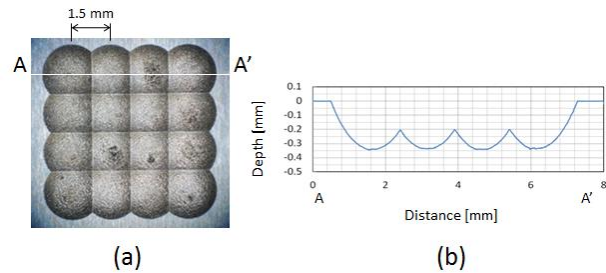 1.5 mm
A
A’
0.1
0
-0.1
-0.2
-0.3
-0.4
-0.5
Depth [mm]
0
2
4
6
8
A
A’
Distance [mm]
(a)
(b)